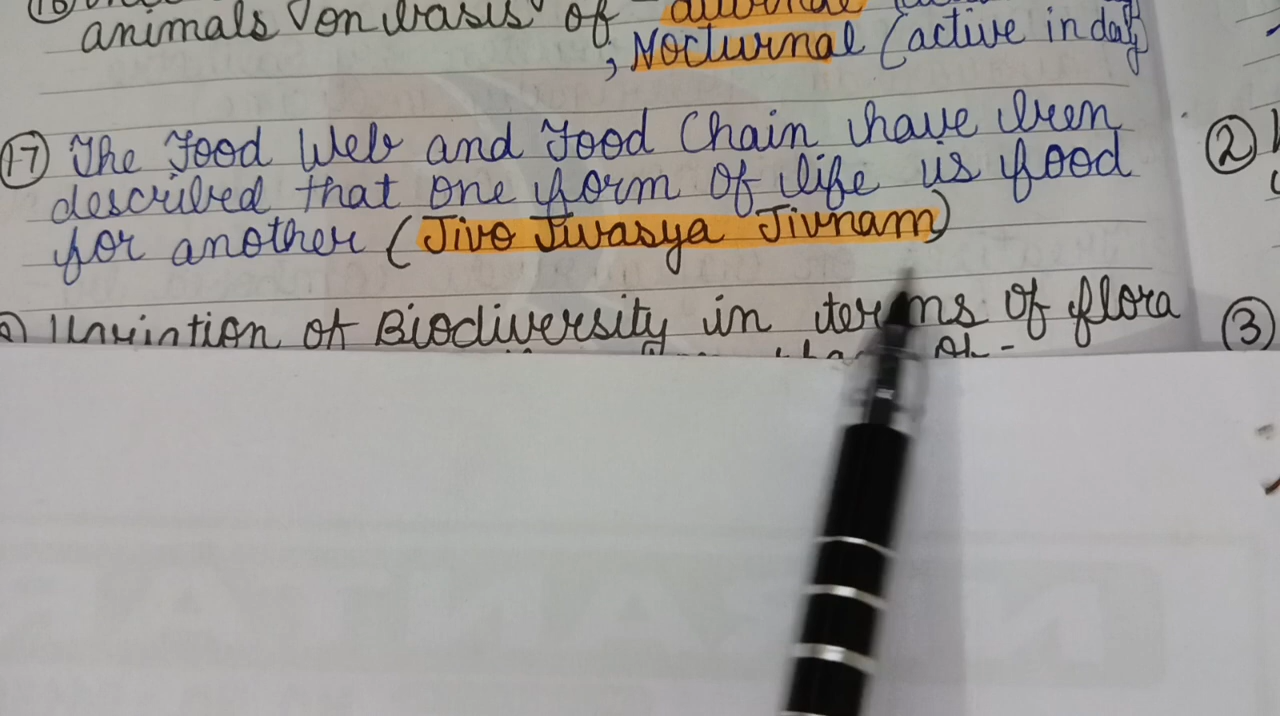 animals on basis of
, Nocturnal (active in day)
17 The Food Web and Food Chain have been
described that one form of life is food
for another (Jivo Jivasya Jivnam)
of Biodiversity in terms of flora
2
3